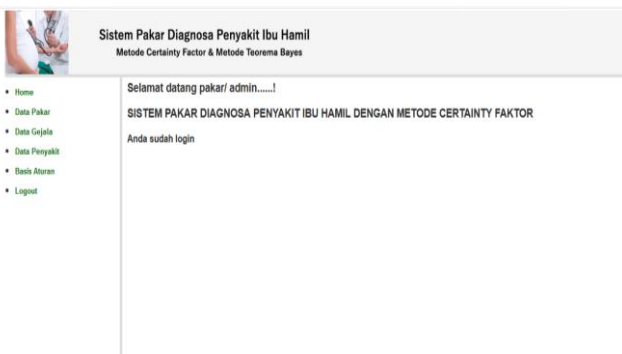 Sistem Pakar Diagnosa Penyakit Ibu Hamil
Metode Certainty Factor & Metode Teorema Bayes
Home
Data Pakar
Data Gejala
Data Penyakit
Basis Aturan
Logout
Selamat datang pakar/ admin......!
SISTEM PAKAR DIAGNOSA PENYAKIT IBU HAMIL DENGAN METODE CERTAINTY FAKTOR
Anda sudah login